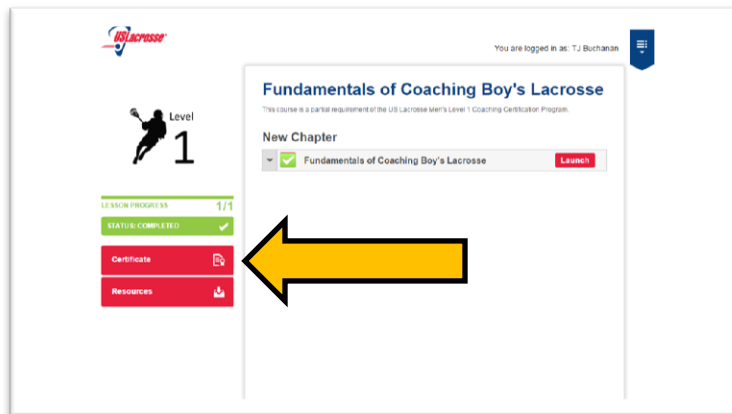 USLacrosse
You are logged in as: TJ Buchanan
Level
1
Fundamentals of Coaching Boy's Lacrosse
This course is a partial requirement of the US Lacrosse Men's Level 1 Coaching Certification Program.
New Chapter
Fundamentals of Coaching Boy's Lacrosse
Launch
LESSON PROGRESS 1/1
STATUS: COMPLETED
Certificate
Resources